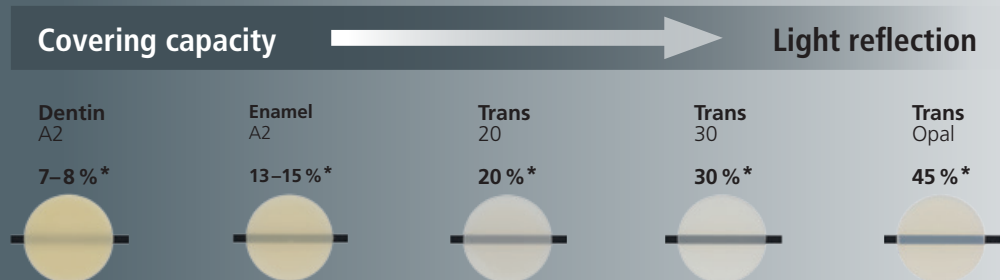 Covering capacity
Light reflection
Dentin
A2
7–8 %*
Enamel
A2
13–15 %*
Trans
20
20 %*
Trans
30
30 %*
Trans
Opal
45 %*